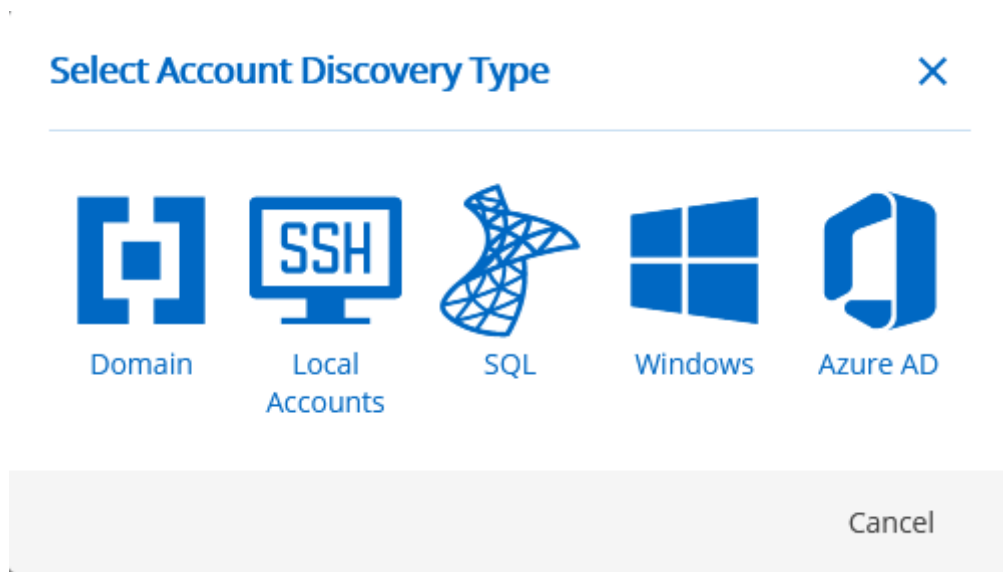 Select Account Discovery Type
SSH
Domain
Local
Accounts
SQL
Windows
Azure AD
Cancel